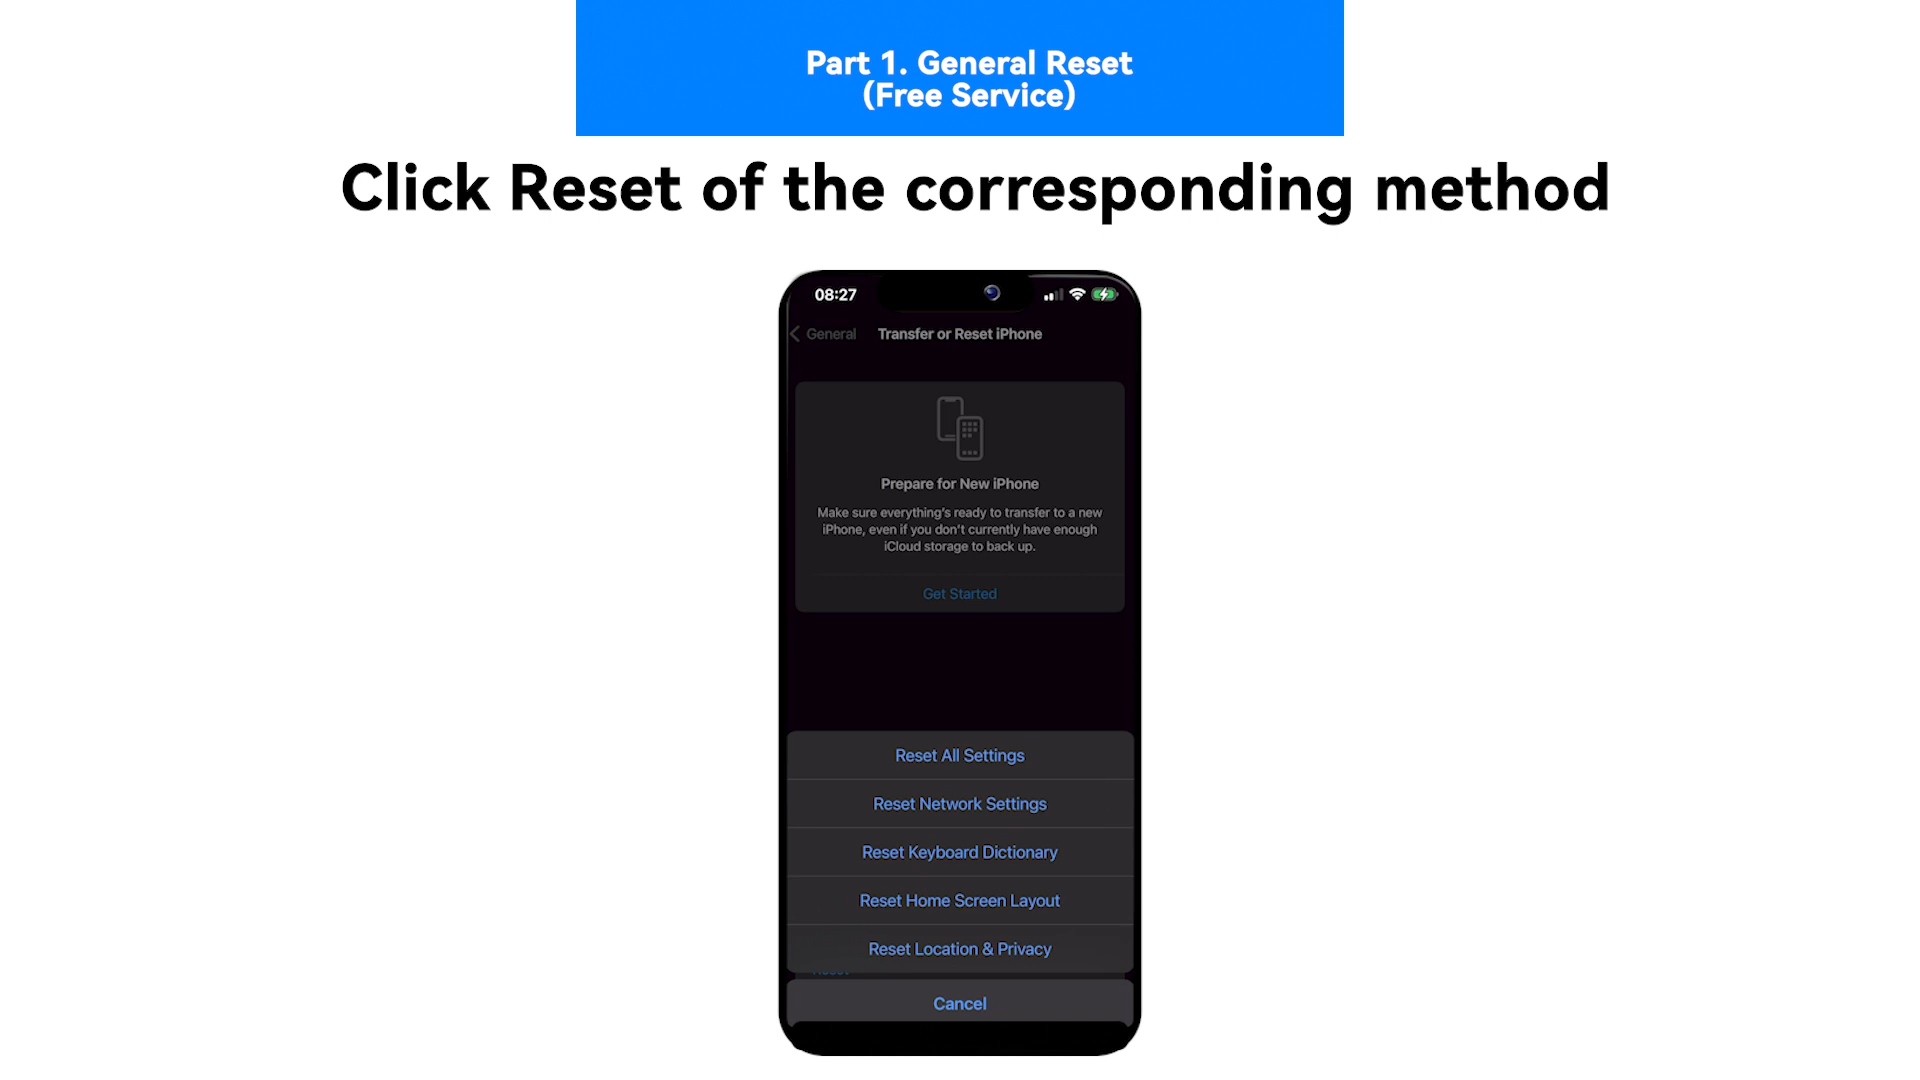 Part 1. General Reset
(Free Service)
Click Reset of the corresponding method
08:27
General
Transfer or Reset iPhone
Prepare for New iPhone
Make sure everything's ready to transfer to a new
iPhone, even if you don't currently have enough
iCloud storage to back up.
Get Started
Reset All Settings
Reset Network Settings
Reset Keyboard Dictionary
Reset Home Screen Layout
Reset Location & Privacy
Cancel